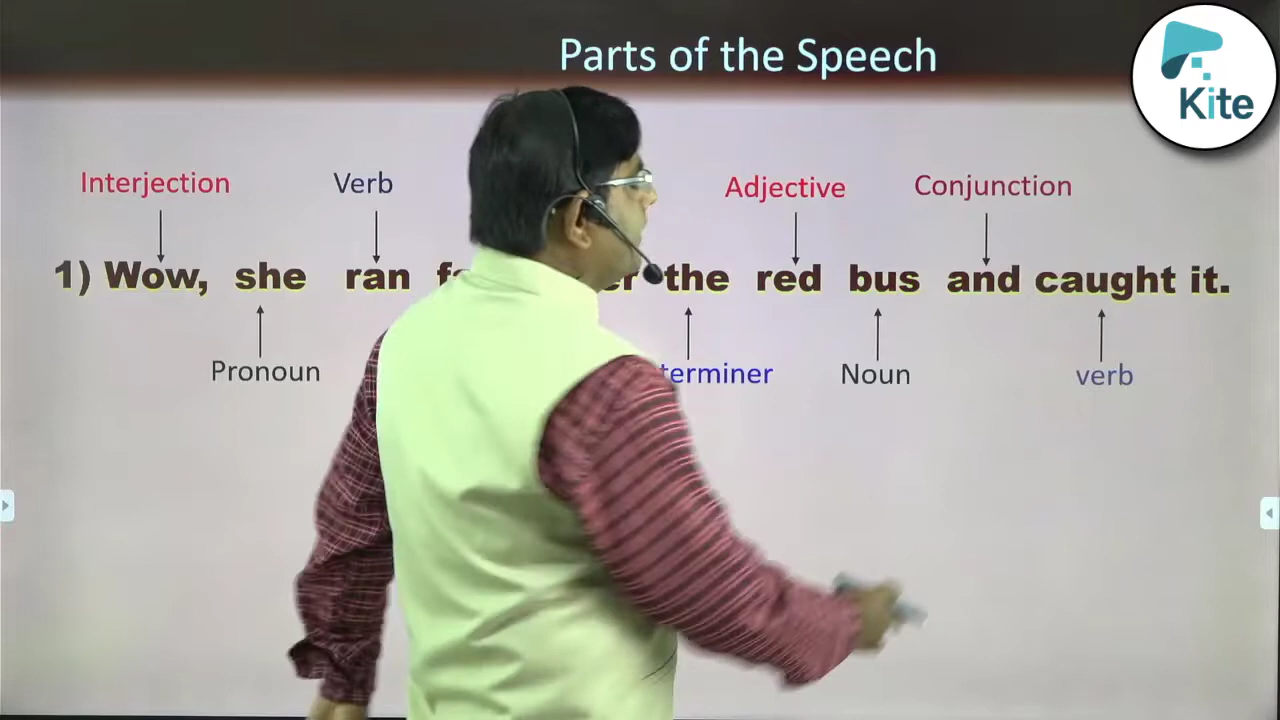 Parts of the Speech
Kite
Interjection Verb Adjective Conjunction
1) Wow, she ran the red bus and caught it.
Pronoun Noun verb